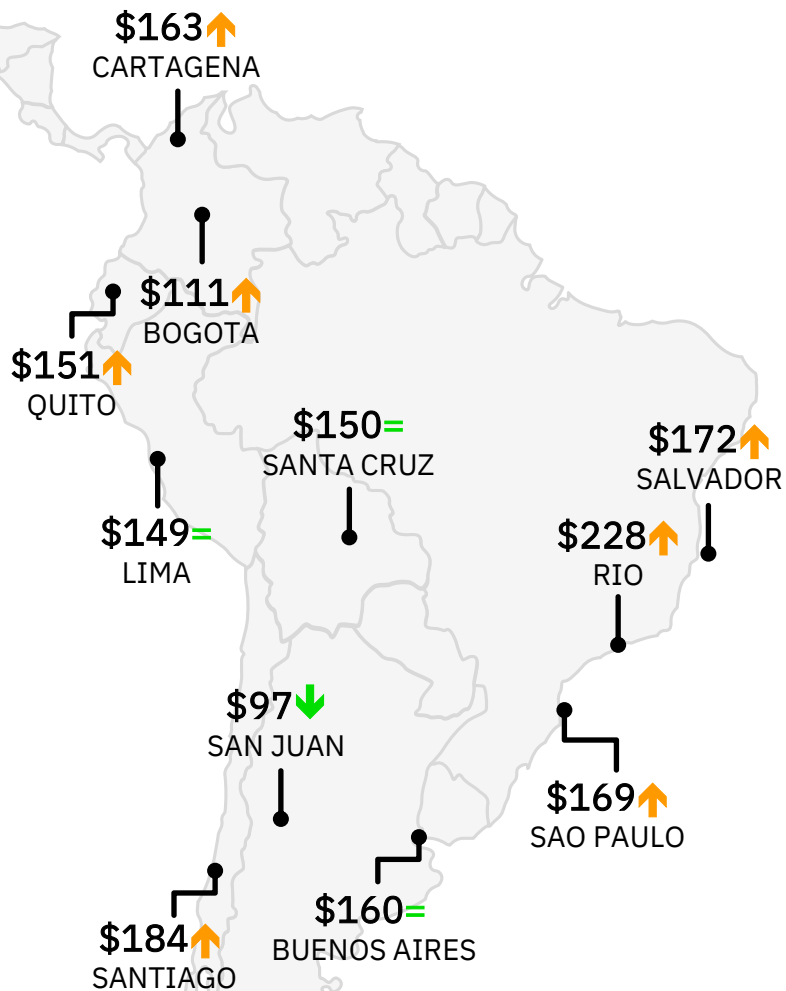 $163↑
CARTAGENA
$111↑
BOGOTA
$151↑
QUITO
$150=
SANTA CRUZ
$172↑
SALVADOR
$149=
LIMA
$228↑
RIO
$97↓
SAN JUAN
$169↑
SAO PAULO
$160=
BUENOS AIRES
$184↑
SANTIAGO